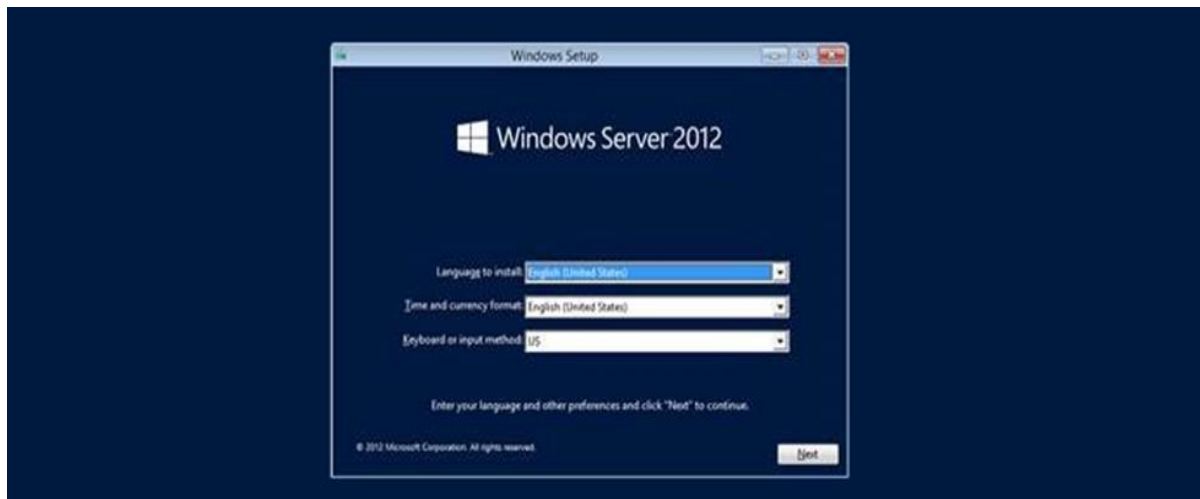 Windows Setup
Windows Server 2012
Language to install: English (United States)
Time and currency format: English (United States)
Keyboard or input method: US
Enter your language and other preferences and click "Next" to continue.
© 2012 Microsoft Corporation. All rights reserved.
Next